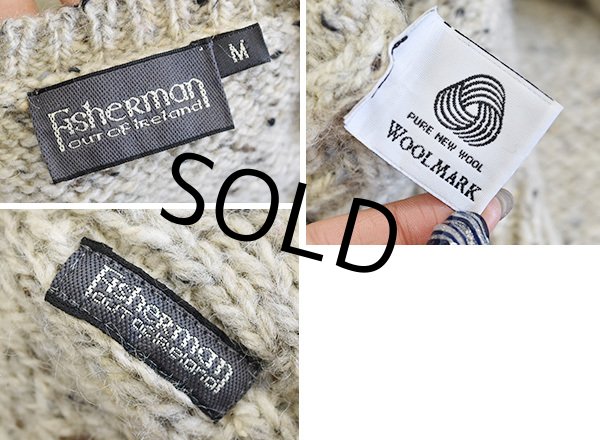 Fisherman
OUT OF IReLaND
M
PURE NEW WOOL
WOOLMARK
SOLD
Fisherman
OUT OF IReLaND